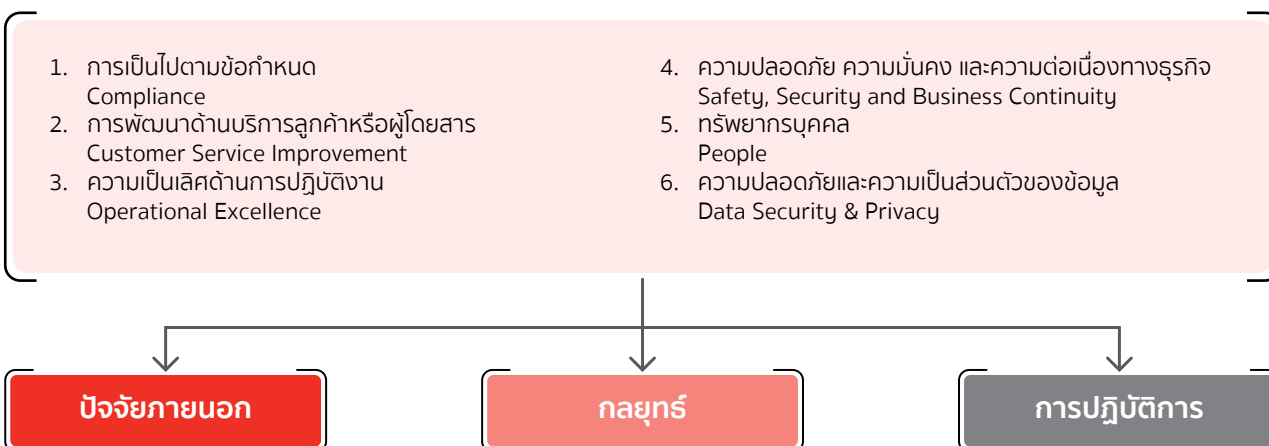 1. การเป็นไปตามข้อกำหนด
Compliance
2. การพัฒนาด้านบริการลูกค้าหรือผู้โดยสาร
Customer Service Improvement
3. ความเป็นเลิศด้านการปฏิบัติงาน
Operational Excellence
4. ความปลอดภัย ความมั่นคง และความต่อเนื่องทางธุรกิจ
Safety, Security and Business Continuity
5. ทรัพยากรบุคคล
People
6. ความปลอดภัยและความเป็นส่วนตัวของข้อมูล
Data Security & Privacy
ปัจจัยภายนอก
กลยุทธ์
การปฏิบัติการ